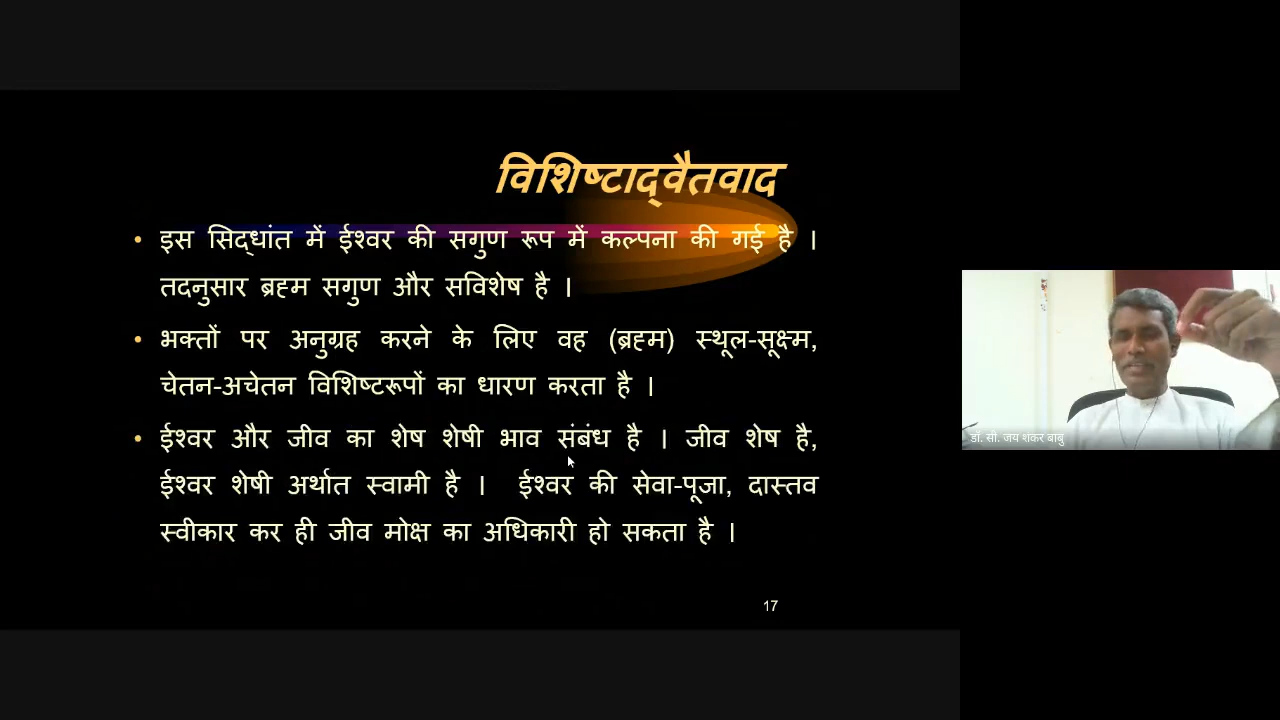 विशिष्टाद्वैतवाद
• इस सिद्धांत में ईश्वर की सगुण रूप में कल्पना की गई है ।
तदनुसार ब्रह्म सगुण और सविशेष है ।
• भक्तों पर अनुग्रह करने के लिए वह (ब्रह्म) स्थूल-सूक्ष्म,
चेतन-अचेतन विशिष्टरूपों का धारण करता है ।
• ईश्वर और जीव का शेष शेषी भाव संबंध है । जीव शेष है,
ईश्वर शेषी अर्थात स्वामी है । ईश्वर की सेवा-पूजा, दास्तव
स्वीकार कर ही जीव मोक्ष का अधिकारी हो सकता है ।
17
डॉ. सी. जय शंकर बाबु